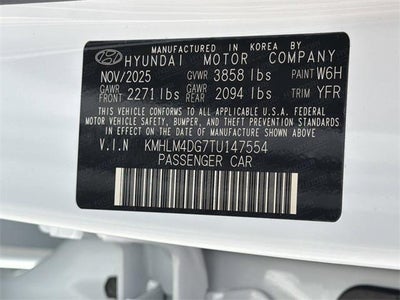 MANUFACTURED IN KOREA BY
HYUNDAI MOTOR COMPANY
NOV/2025 GVWR 3858 lbs PAINT W6H
GAWR FRONT 2271 lbs GAWR REAR 2094 lbs TRIM YFR
THIS VEHICLE CONFORMS TO ALL APPLICABLE U.S.A. FEDERAL
MOTOR VEHICLE SAFETY, BUMPER, AND THEFT PREVENTION
STANDARDS IN EFFECT ON THE DATE OF MANUFACTURE SHOWN ABOVE.
V.I.N KMHLM4DG7TU147554
PASSENGER CAR